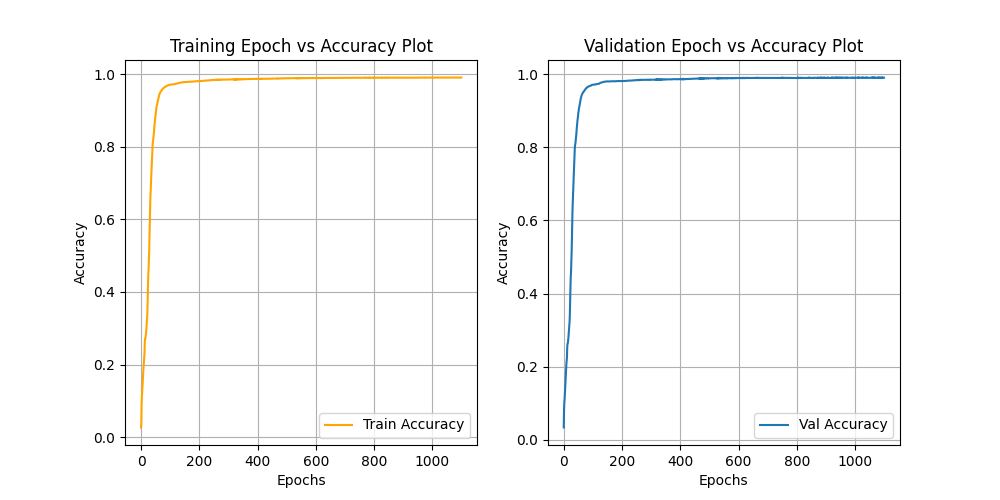 Training Epoch vs Accuracy Plot
1.0
0.8
0.6
0.4
0.2
0.0
Accuracy
0 200 400 600 800 1000
Epochs
Train Accuracy
Validation Epoch vs Accuracy Plot
1.0
0.8
0.6
0.4
0.2
0.0
Accuracy
0 200 400 600 800 1000
Epochs
Val Accuracy